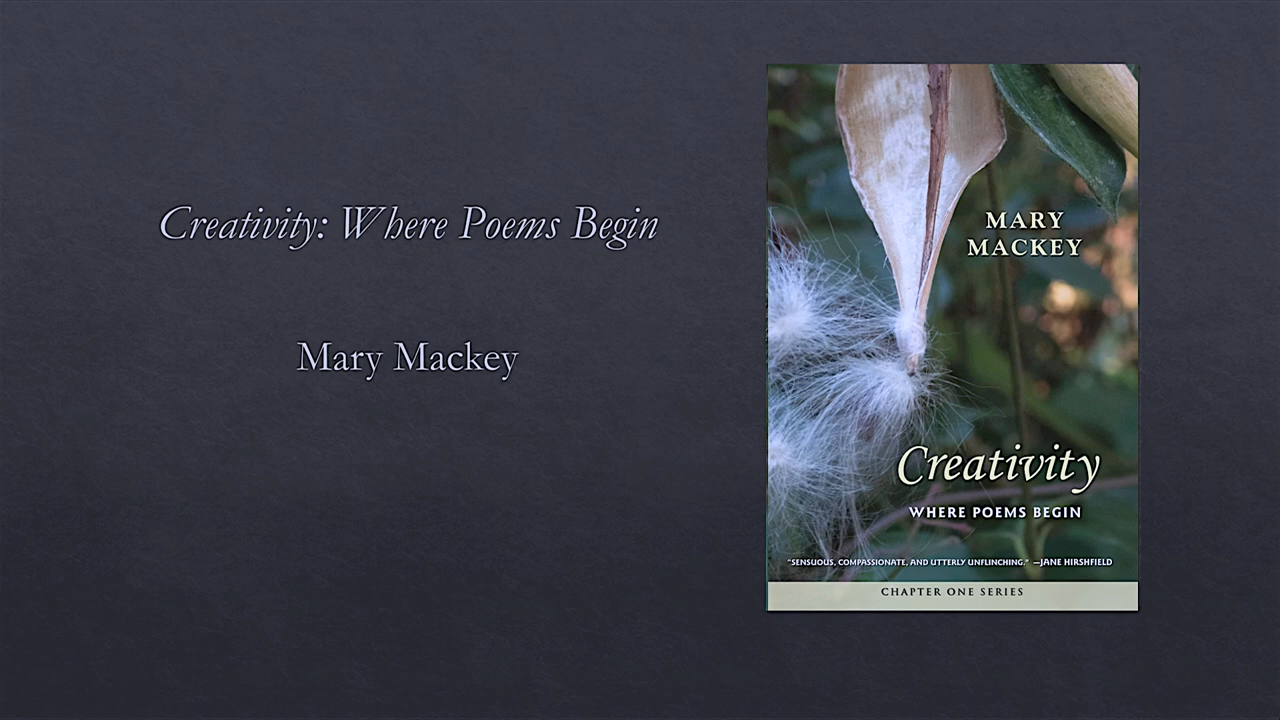 Creativity: Where Poems Begin
Mary Mackey
MARY
MACKEY
Creativity
WHERE POEMS BEGIN
"SENSUOUS, COMPASSIONATE, AND UTTERLY UNFLINCHING." —JANE HIRSHFIELD
CHAPTER ONE SERIES